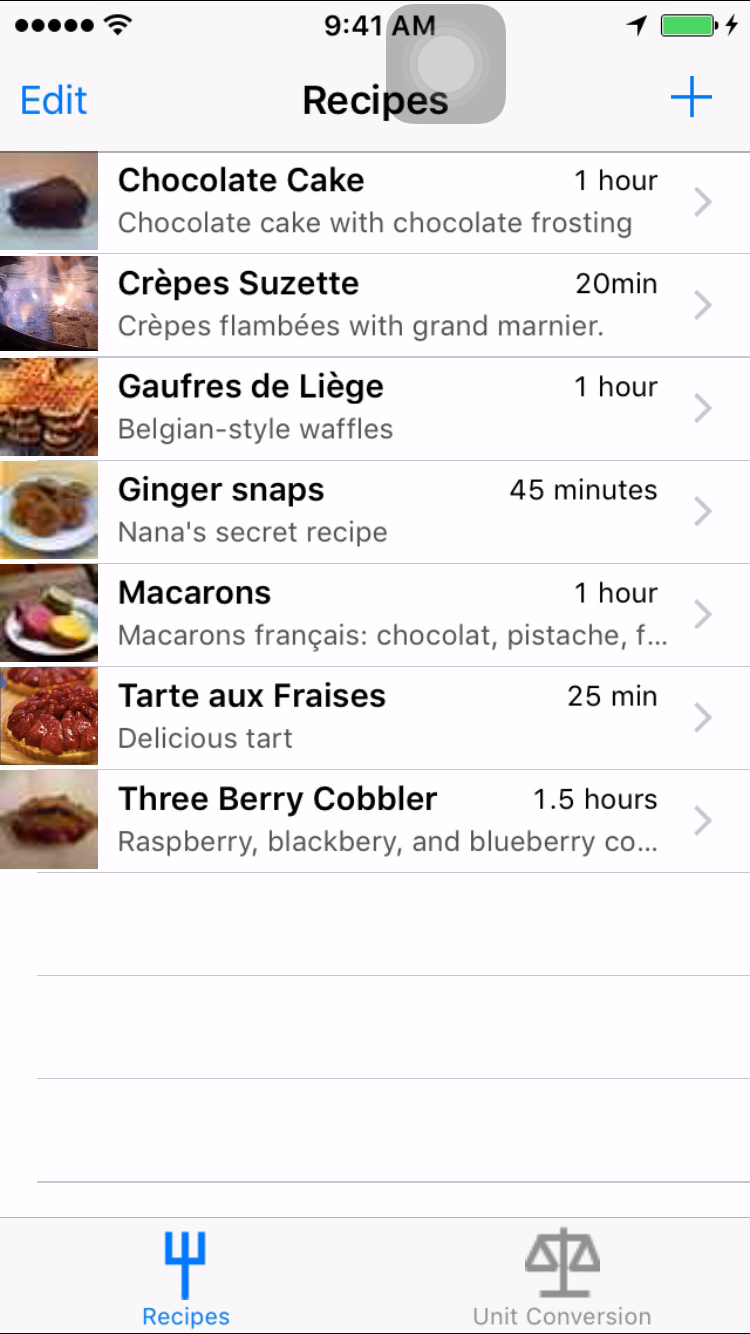 9:41 AM
Edit
Recipes
Chocolate Cake
1 hour
Chocolate cake with chocolate frosting
Crèpes Suzette
20min
Crèpes flambées with grand marnier.
Gaufres de Liège
1 hour
Belgian-style waffles
Ginger snaps
45 minutes
Nana's secret recipe
Macarons
1 hour
Macarons français: chocolat, pistache, f...
Tarte aux Fraises
25 min
Delicious tart
Three Berry Cobbler
1.5 hours
Raspberry, blackbery, and blueberry co...
Recipes
Unit Conversion